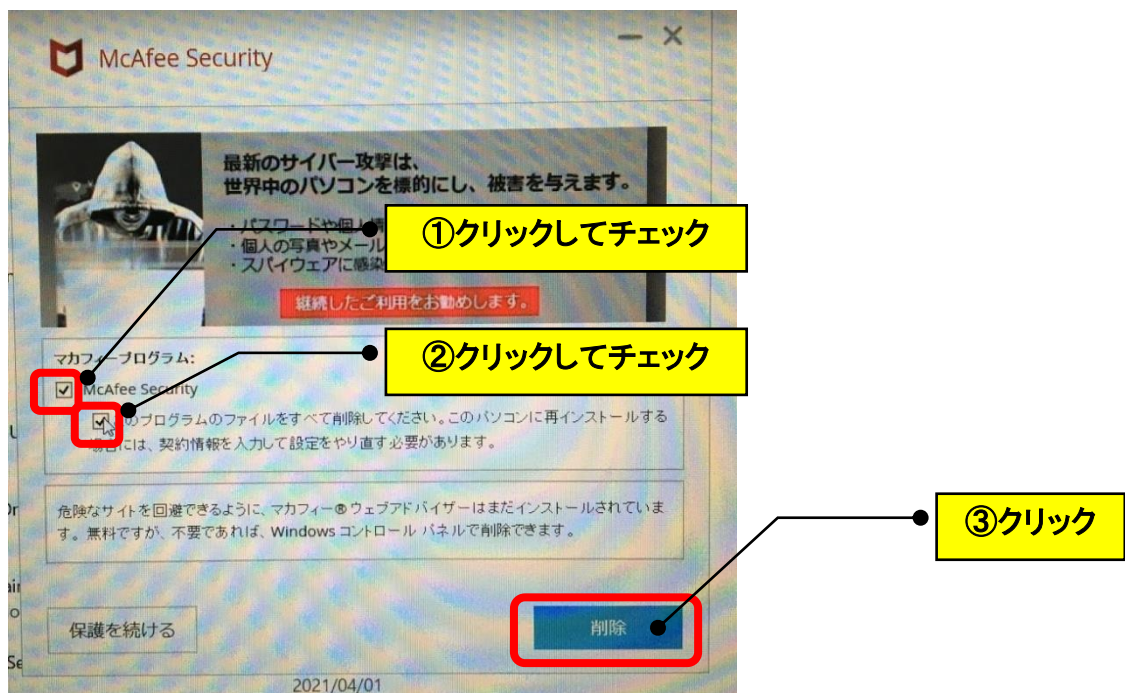 McAfee Security
最新のサイバー攻撃は、
世界中のパソコンを標的にし、被害を与えます。
・パスワードや個人情
・個人の写真やメール
・スパイウェアに感染
継続したご利用をお勧めします。
①クリックしてチェック
②クリックしてチェック
マカフィープログラム:
McAfee Security
のプログラムのファイルをすべて削除してください。このパソコンに再インストールする
場合には、契約情報を入力して設定をやり直す必要があります。
危険なサイトを回避できるように、マカフィー®ウェブアドバイザーはまだインストールされていま
す。無料ですが、不要であれば、Windows コントロール パネルで削除できます。
③クリック
保護を続ける
削除
2021/04/01